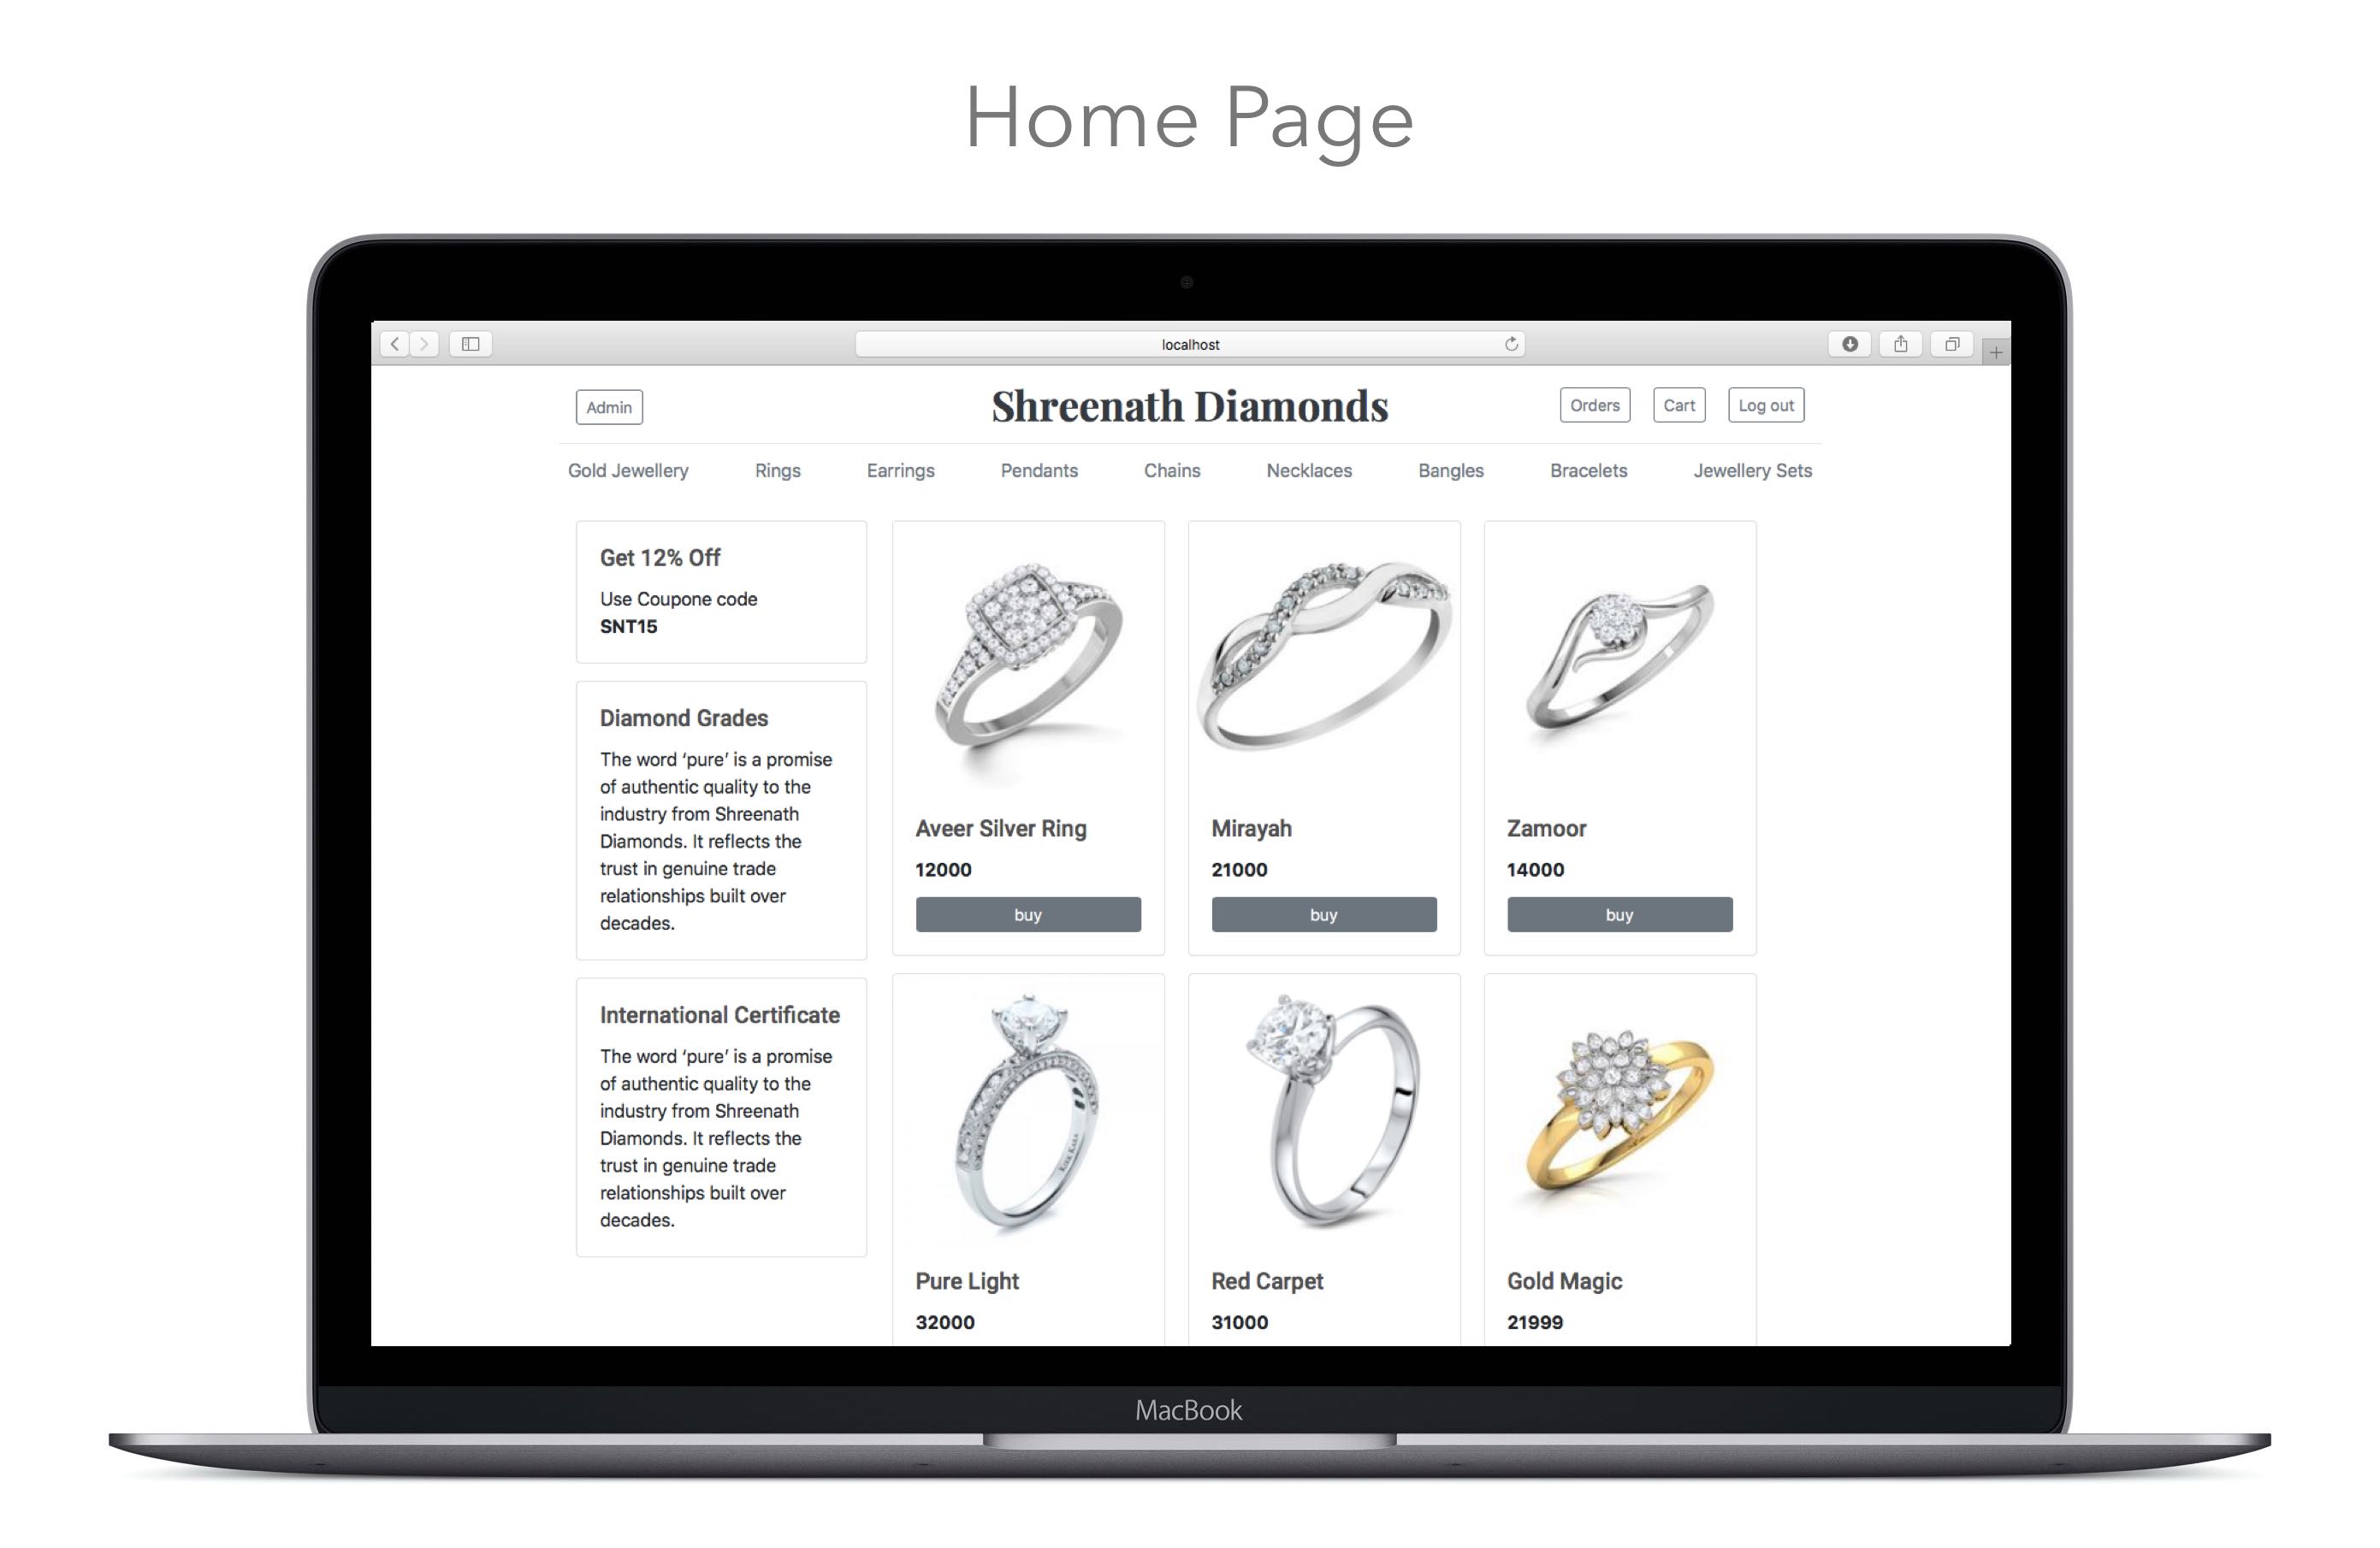 Home Page
localhost
Admin
Shreenath Diamonds
Orders
Cart
Log out
Gold Jewellery
Rings
Earrings
Pendants
Chains
Necklaces
Bangles
Bracelets
Jewellery Sets
Get 12% Off
Use Coupone code
SNT15
Diamond Grades
The word ‘pure’ is a promise
of authentic quality to the
industry from Shreenath
Diamonds. It reflects the
trust in genuine trade
relationships built over
decades.
International Certificate
The word ‘pure’ is a promise
of authentic quality to the
industry from Shreenath
Diamonds. It reflects the
trust in genuine trade
relationships built over
decades.
Aveer Silver Ring
12000
buy
Mirayah
21000
buy
Zamoor
14000
buy
Pure Light
32000
Red Carpet
31000
Gold Magic
21999
MacBook